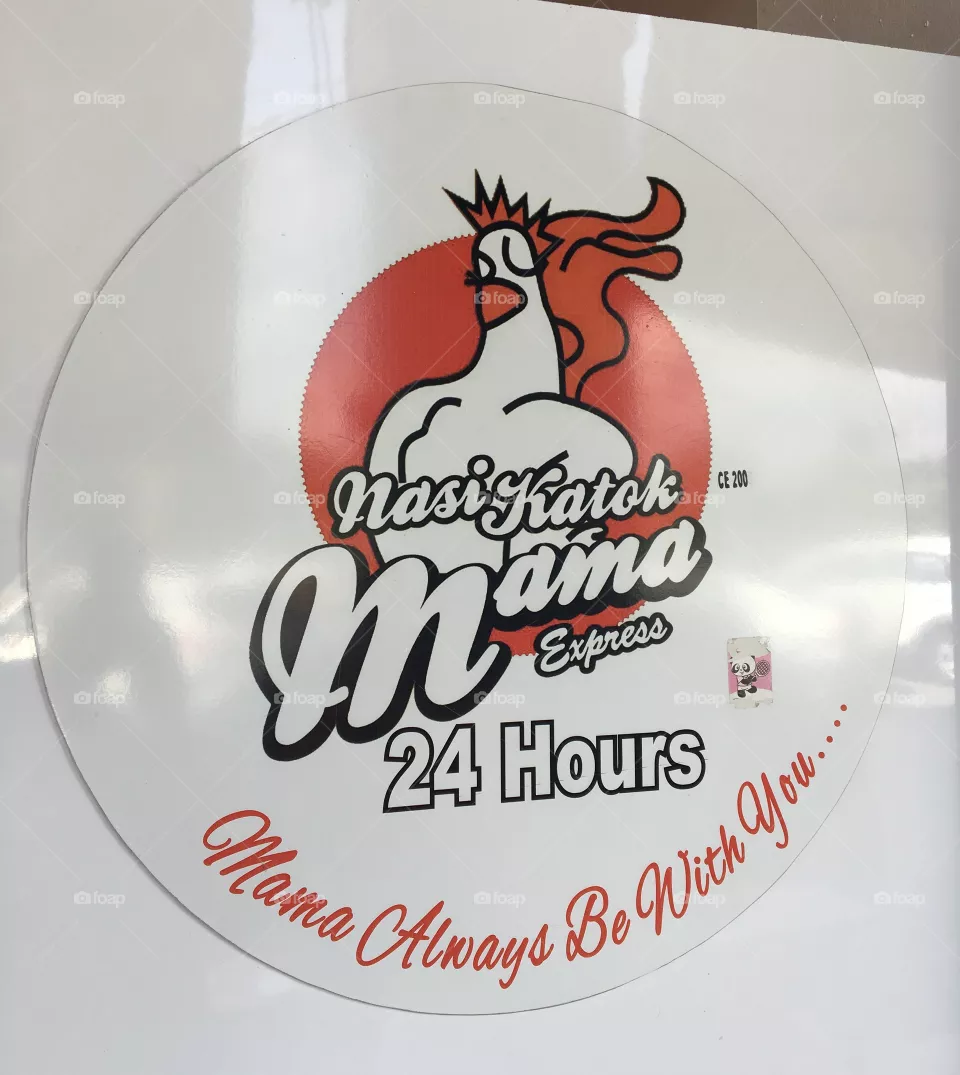 Nasi Katok
CE 200
Mama
Express
24 Hours
Mama Always Be With You....